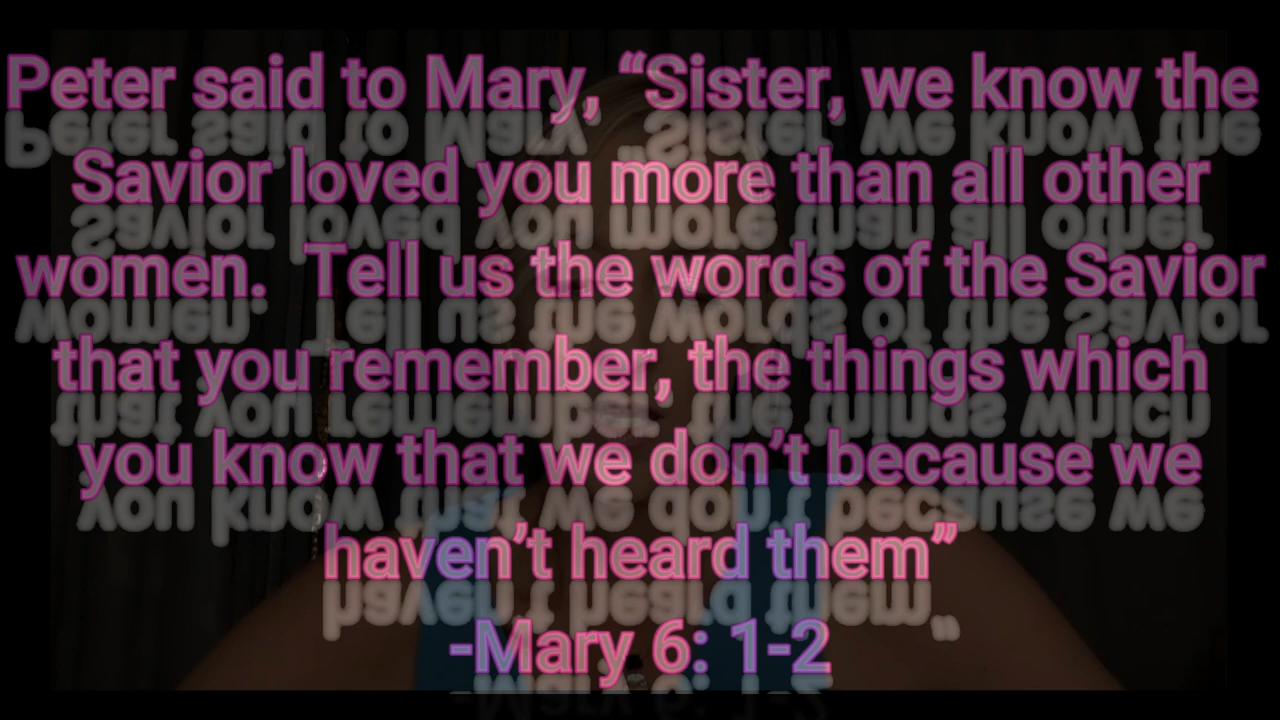 Peter said to Mary, “Sister, we know the
Savior loved you more than all other
women.  Tell us the words of the Savior
that you remember, the things which
you know that we don’t because we
haven’t heard them”
-Mary 6: 1-2